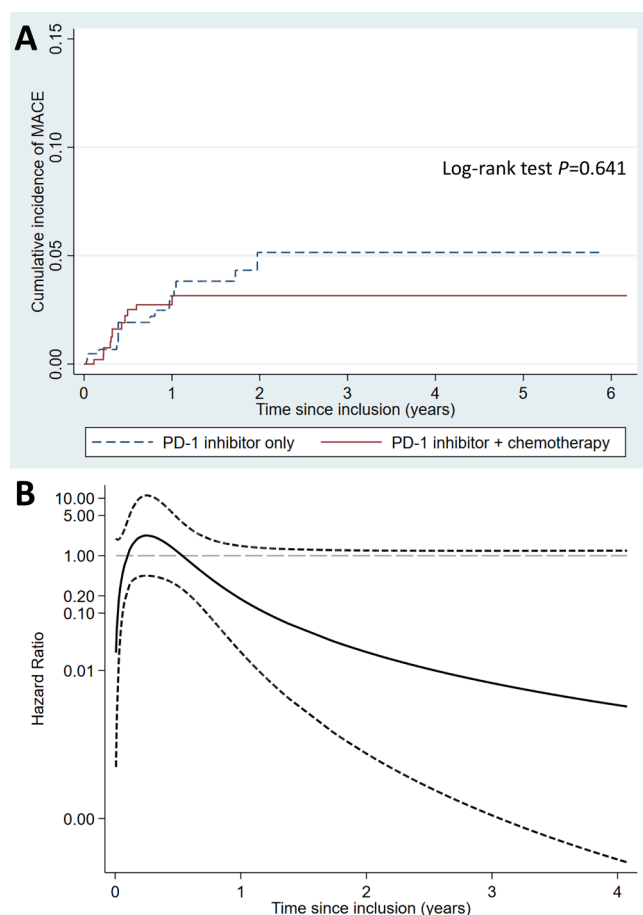 A
0.15
0.10
0.05
0.00
Cumulative incidence of MACE
Log-rank test P=0.641
0 1 2 3 4 5 6
Time since inclusion (years)
PD-1 inhibitor only PD-1 inhibitor + chemotherapy
B
10.00
5.00
1.00
0.20
0.10
0.01
0.00
Hazard Ratio
0 1 2 3 4
Time since inclusion (years)